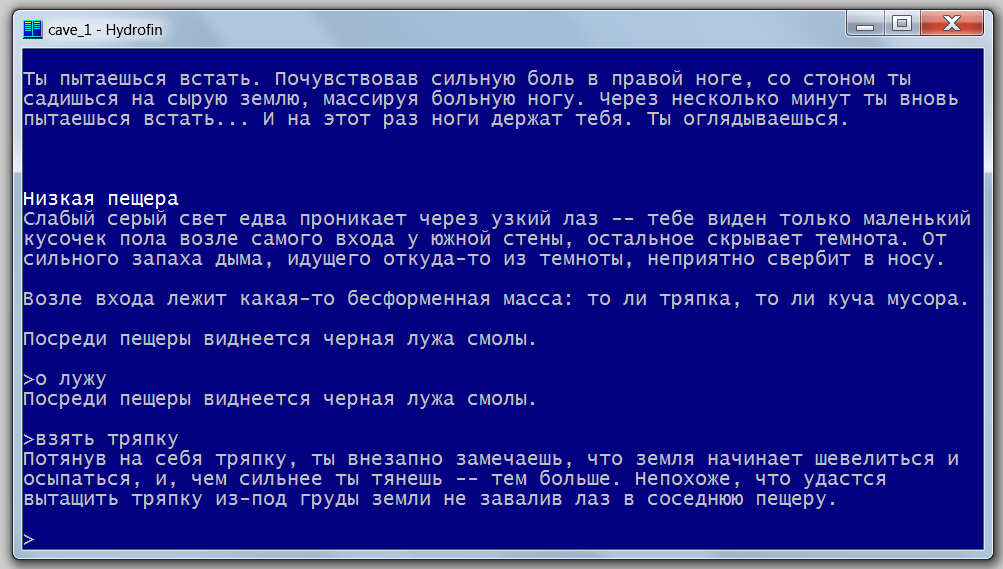 cave_1 - Hydrofin
Ты пытаешься встать. Почувствовав сильную боль в правой ноге, со стоном ты
садишься на сырую землю, массируя больную ногу. Через несколько минут ты вновь
пытаешься встать... И на этот раз ноги держат тебя. Ты оглядываешься.
Низкая пещера
Слабый серый свет едва проникает через узкий лаз -- тебе виден только маленький
кусочек пола возле самого входа у южной стены, остальное скрывает темнота. От
сильного запаха дыма, идущего откуда-то из темноты, неприятно свербит в носу.
Возле входа лежит какая-то бесформенная масса: то ли тряпка, то ли куча мусора.
Посреди пещеры виднеется черная лужа смолы.
>о лужу
Посреди пещеры виднеется черная лужа смолы.
>взять тряпку
Потянув на себя тряпку, ты внезапно замечаешь, что земля начинает шевелиться и
осыпаться, и, чем сильнее ты тянешь -- тем больше. Непохоже, что удастся
вытащить тряпку из-под груды земли не завалив лаз в соседнюю пещеру.
>